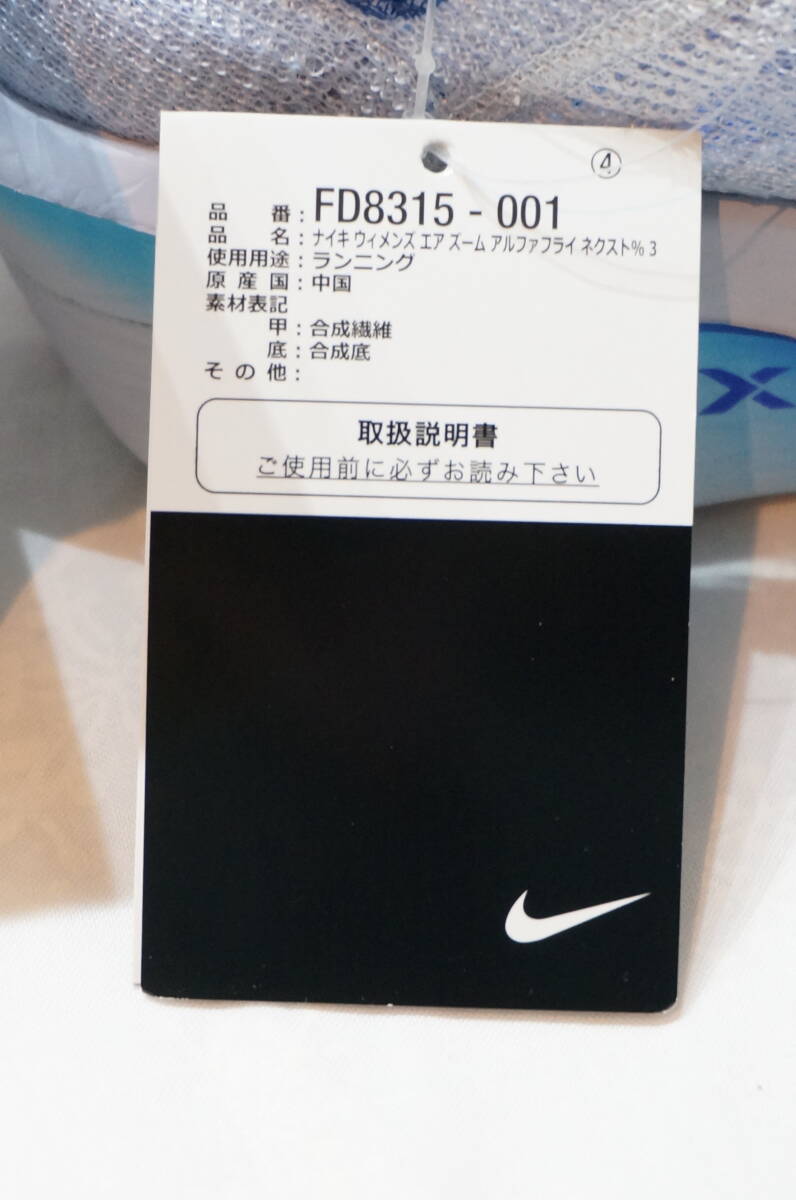 ④
品 番 : FD8315 - 001
品 名 : ナイキ ウィメンズ エア ズーム アルファフライ ネクスト% 3
使用用途 : ランニング
原 産 国 : 中国
素材表記
甲 : 合成繊維
底 : 合成底
そ の 他 :
取扱説明書
ご使用前に必ずお読み下さい
X